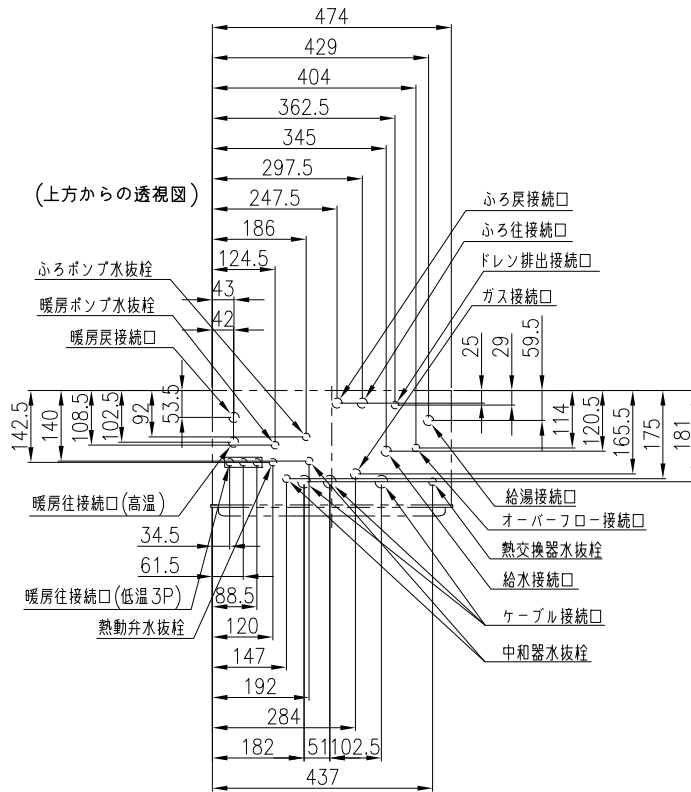 474
429
404
362.5
345
297.5
247.5
(上方からの透視図)
186
124.5
43
42
ふろポンプ水抜栓
暖房ポンプ水抜栓
暖房戻接続口
ふろ戻接続口
ふろ往接続口
ドレン排出接続口
ガス接続口
142.5
140
108.5
102.5
92
53.5
25
29
59.5
114
120.5
165.5
175
181
暖房往接続口(高温)
34.5
61.5
暖房往接続口(低温3P)
88.5
熱動弁水抜栓
120
147
192
284
182
51
102.5
437
給湯接続口
オーバーフロー接続口
熱交換器水抜栓
給水接続口
ケーブル接続口
中和器水抜栓